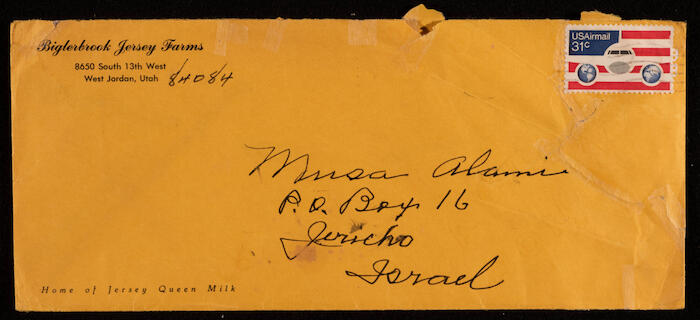 Biglerbrook Jersey Farms
8650 South 13th West
West Jordan, Utah 84084
USAirmail
31c
Musa Alami
P.O. Box 16
Jericho
Israel
Home of Jersey Queen Milk